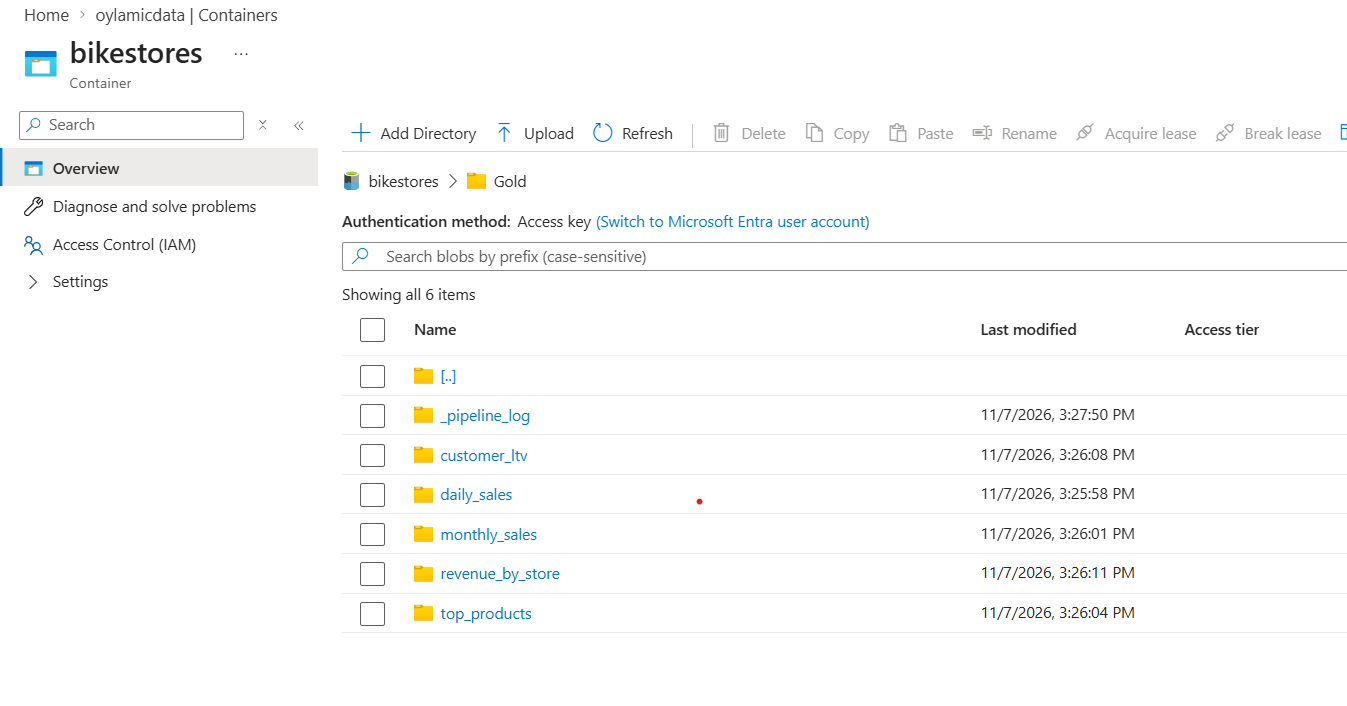 Home > oylamicdata | Containers
bikestores ...
Container
Search
Overview
Diagnose and solve problems
Access Control (IAM)
Settings
Add Directory Upload Refresh Delete Copy Paste Rename Acquire lease Break lease
bikestores > Gold
Authentication method: Access key (Switch to Microsoft Entra user account)
Search blobs by prefix (case-sensitive)
Showing all 6 items
Name Last modified Access tier
[..]
_pipeline_log 11/7/2026, 3:27:50 PM
customer_ltv 11/7/2026, 3:26:08 PM
daily_sales 11/7/2026, 3:25:58 PM
monthly_sales 11/7/2026, 3:26:01 PM
revenue_by_store 11/7/2026, 3:26:11 PM
top_products 11/7/2026, 3:26:04 PM